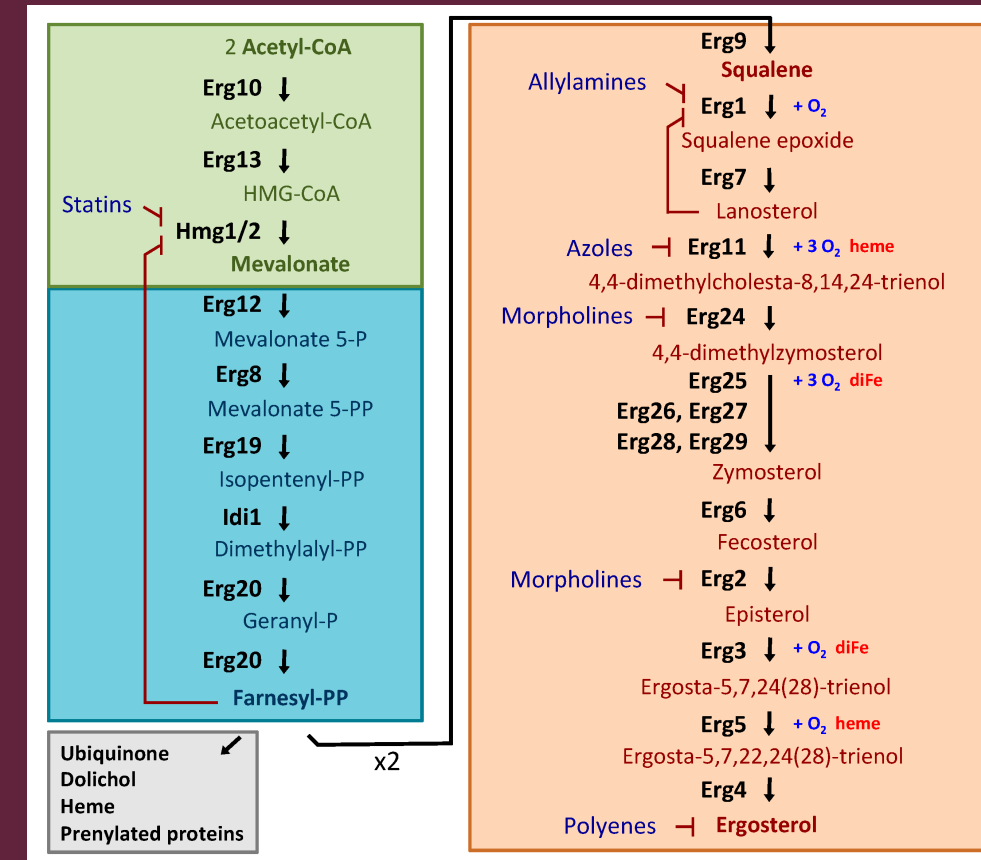 2 Acetyl-CoA
Erg10
Acetoacetyl-CoA
Erg13
HMG-CoA
Statins
Hmg1/2
Mevalonate
Erg12
Mevalonate 5-P
Erg8
Mevalonate 5-PP
Erg19
Isopentenyl-PP
Idi1
Dimethylalyl-PP
Erg20
Geranyl-P
Erg20
Farnesyl-PP
Ubiquinone
Dolichol
Heme
Prenylated proteins
x2
Erg9
Squalene
Allylamines
Erg1 + O₂
Squalene epoxide
Erg7
Lanosterol
Azoles Erg11 + 3 O₂ heme
4,4-dimethylcholesta-8,14,24-trienol
Morpholines Erg24
4,4-dimethylzymosterol
Erg25 + 3 O₂ diFe
Erg26, Erg27
Erg28, Erg29
Zymosterol
Erg6
Fecosterol
Morpholines Erg2
Episterol
Erg3 + O₂ diFe
Ergosta-5,7,24(28)-trienol
Erg5 + O₂ heme
Ergosta-5,7,22,24(28)-trienol
Erg4
Polyenes Ergosterol